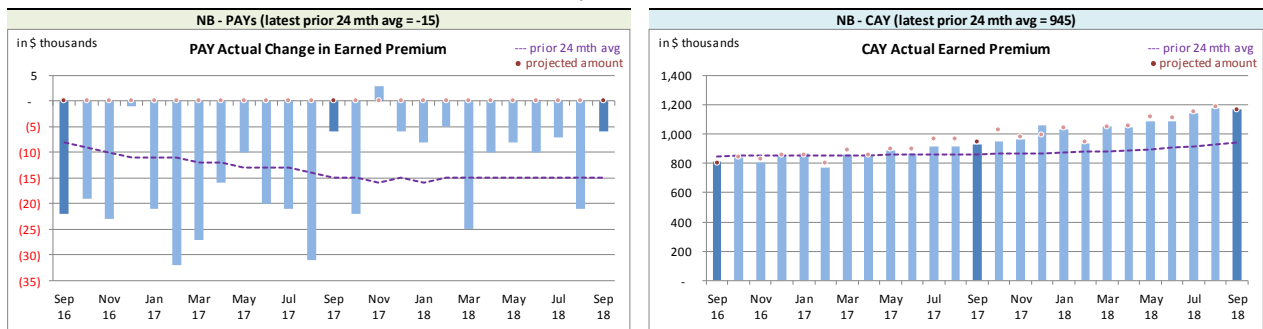 NB - PAYs (latest prior 24 mth avg = -15)
in $ thousands
PAY Actual Change in Earned Premium
--- prior 24 mth avg
• projected amount
5
-
(5)
(10)
(15)
(20)
(25)
(30)
(35)
Sep 16
Nov 16
Jan 17
Mar 17
May 17
Jul 17
Sep 17
Nov 17
Jan 18
Mar 18
May 18
Jul 18
Sep 18
NB - CAY (latest prior 24 mth avg = 945)
in $ thousands
CAY Actual Earned Premium
--- prior 24 mth avg
• projected amount
1,400
1,200
1,000
800
600
400
200
-
Sep 16
Nov 16
Jan 17
Mar 17
May 17
Jul 17
Sep 17
Nov 17
Jan 18
Mar 18
May 18
Jul 18
Sep 18